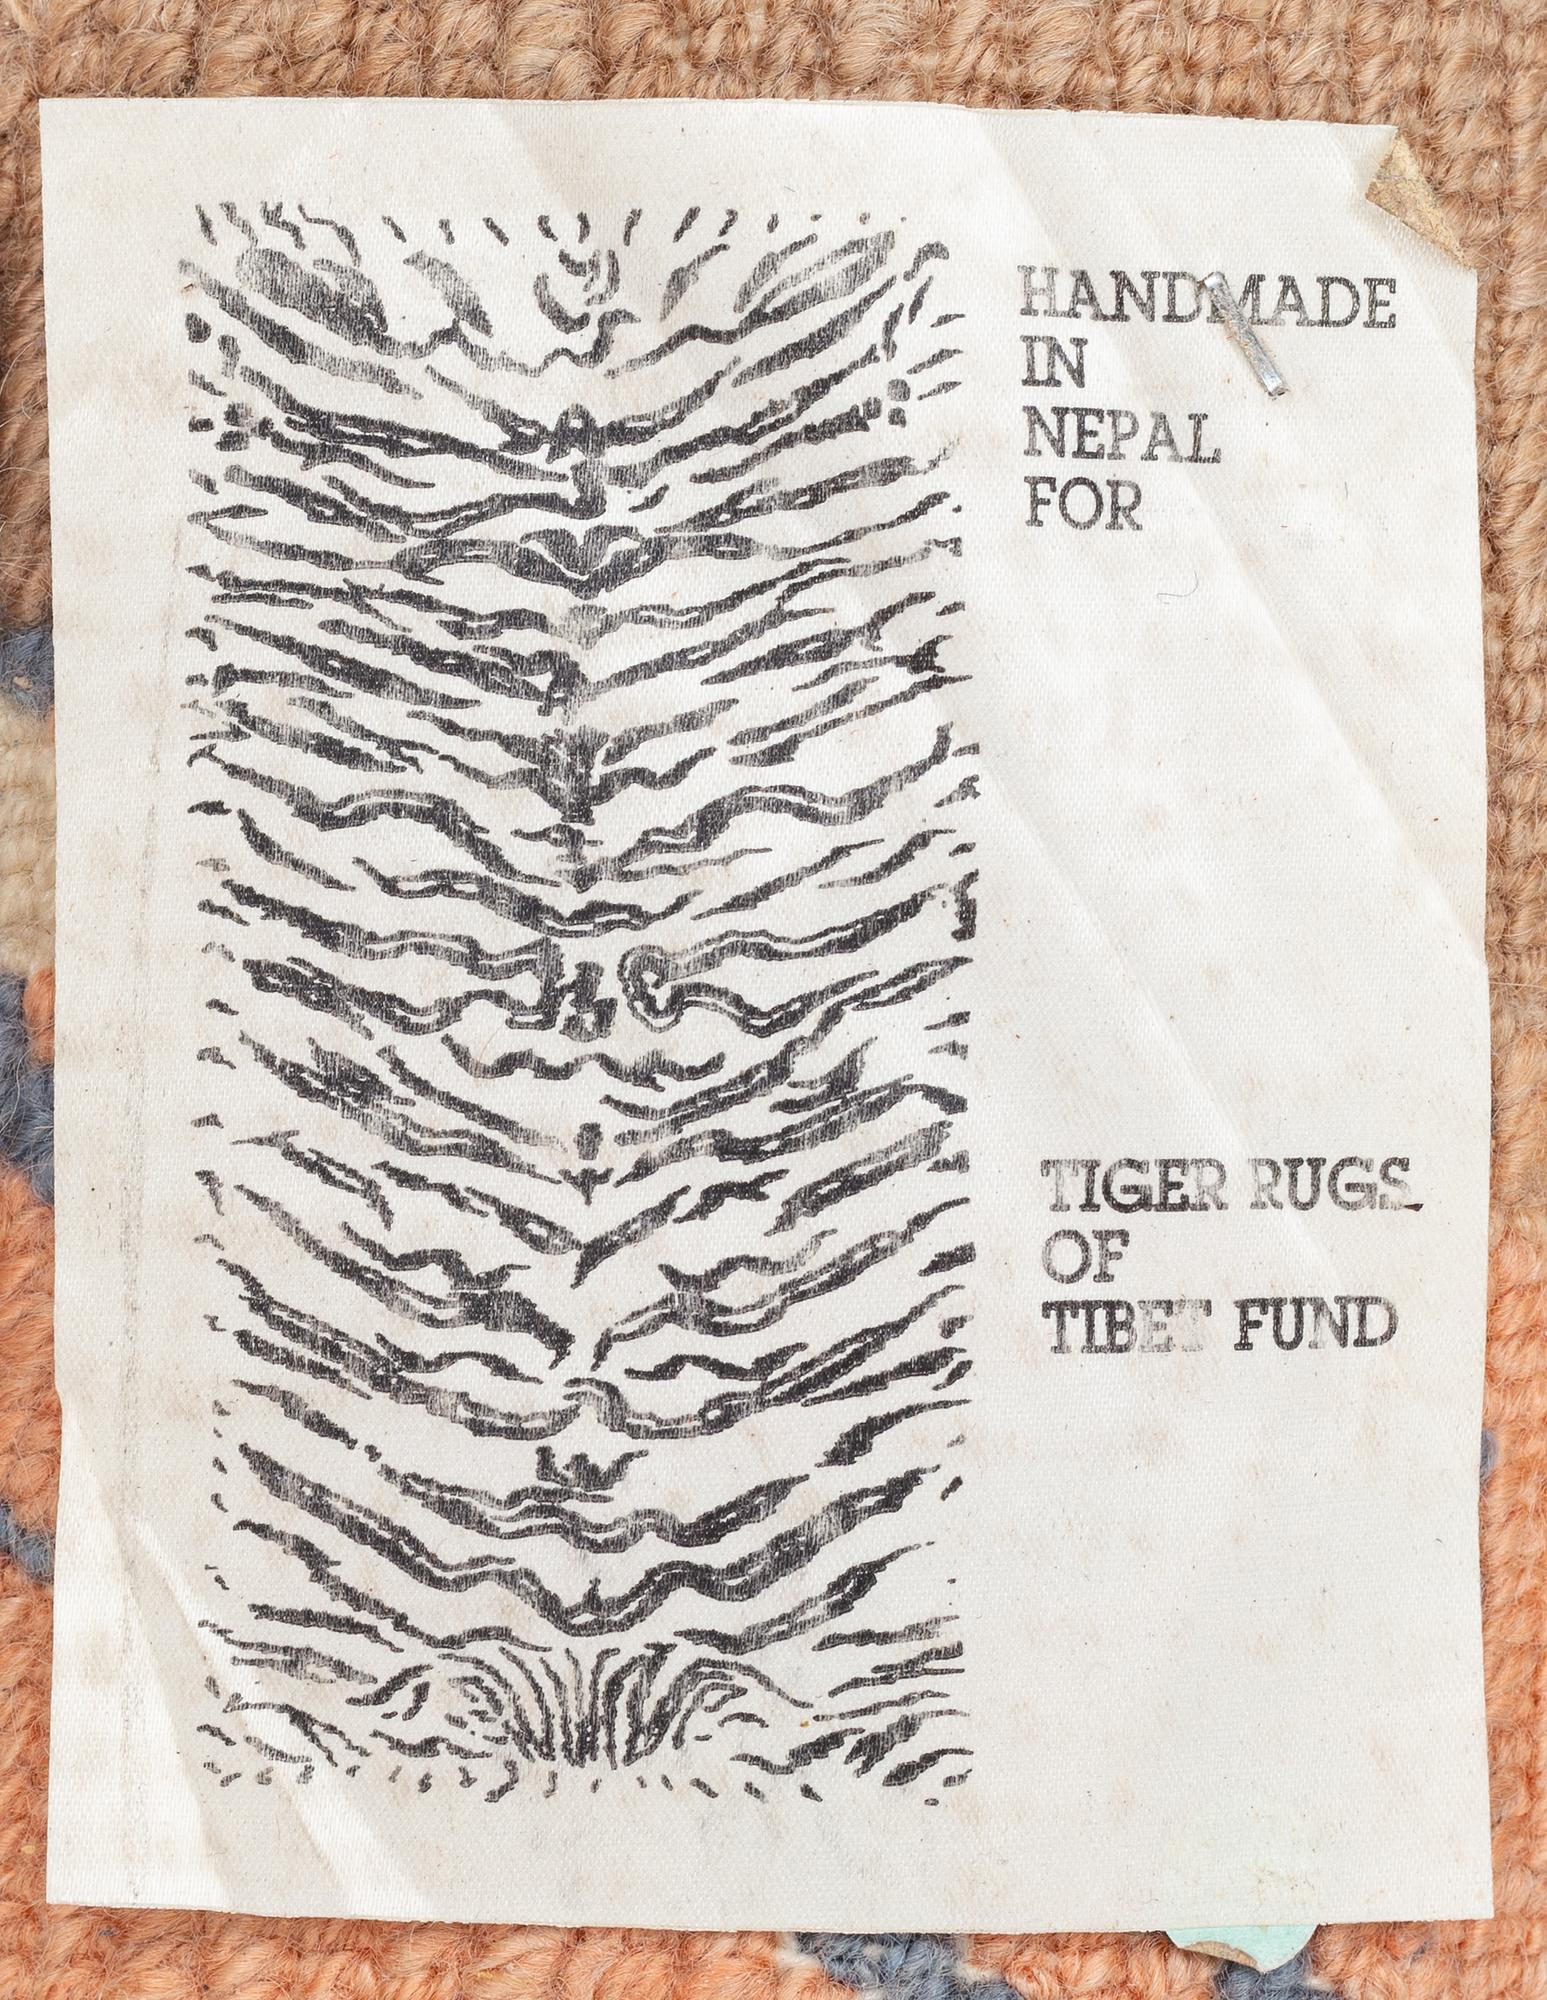 HANDMADE
IN
NEPAL
FOR
TIGER RUGS
OF
TIBET FUND